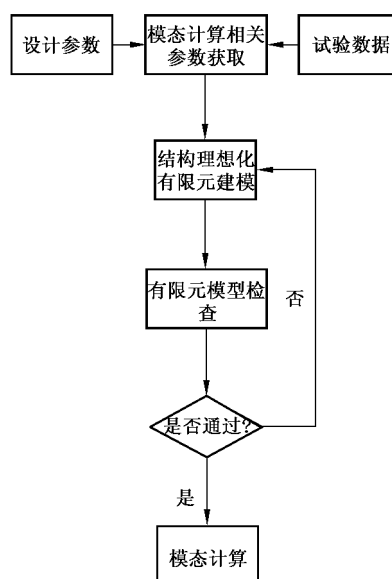 设计参数
模态计算相关
参数获取
试验数据
结构理想化
有限元建模
有限元模型检
查
否
是否通过?
是
模态计算